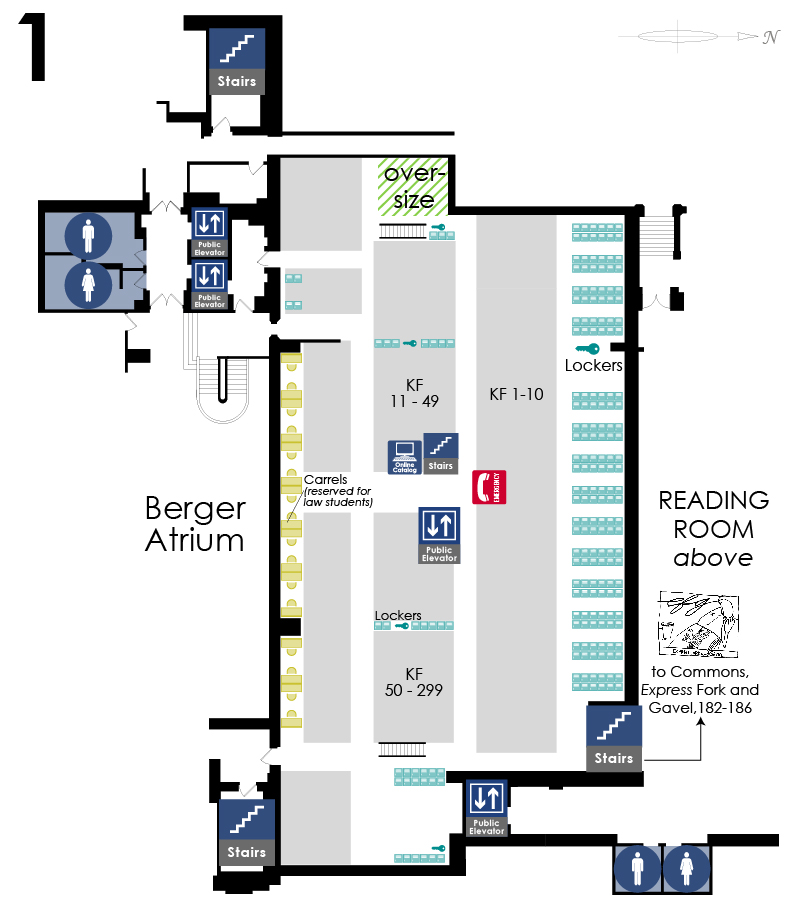 1
N
Stairs
over-
size
Public
Elevator
Public
Elevator
Lockers
KF
11 - 49
KF 1-10
Online
Catalog
Stairs
EMERGENCY
Carrels
(reserved for
law students)
Berger
Atrium
READING
ROOM
above
Public
Elevator
Lockers
KF
50 - 299
to Commons,
Express Fork and
Gavel,182-186
Stairs
Public
Elevator
Stairs